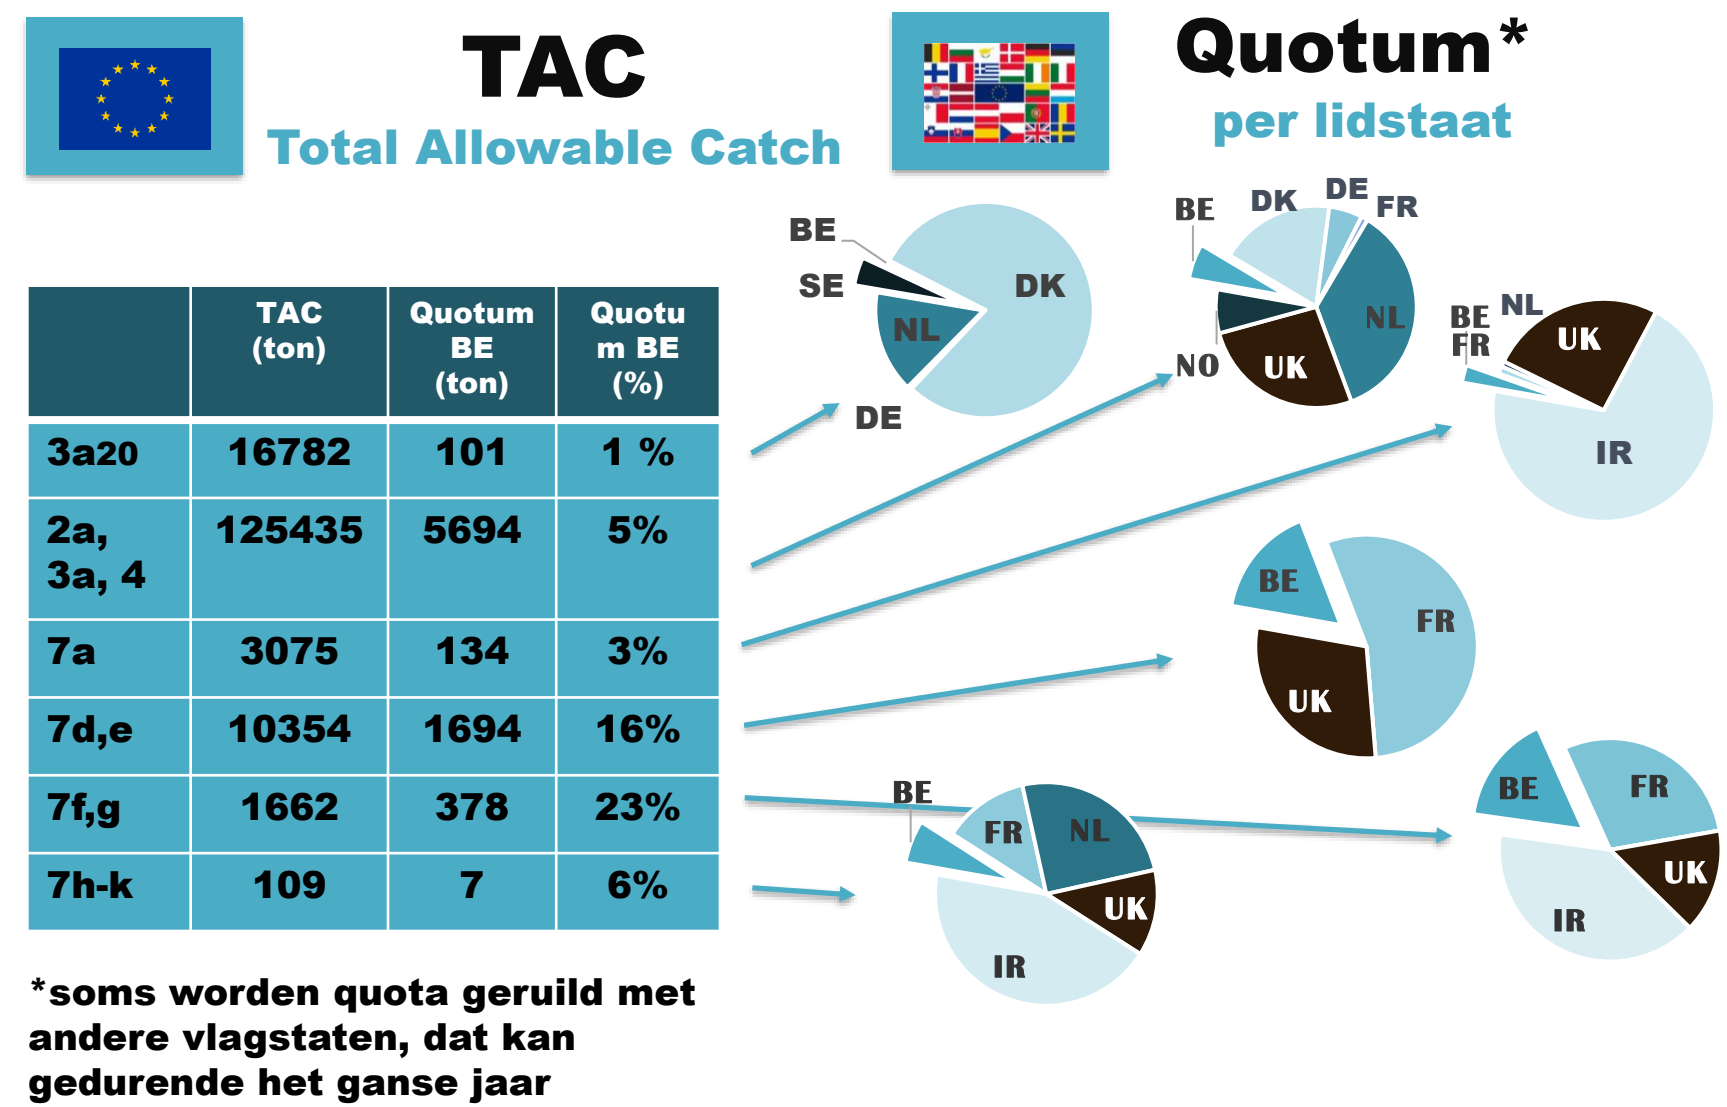 TAC
Total Allowable Catch
Quotum*
per lidstaat
TAC
(ton)
Quotum
BE
(ton)
Quotu
m BE
(%)
3a20 16782 101 1 %
2a,
3a, 4
125435 5694 5%
7a 3075 134 3%
7d,e 10354 1694 16%
7f,g 1662 378 23%
7h-k 109 7 6%
*soms worden quota geruild met
andere vlagstaten, dat kan
gedurende het ganse jaar
BE
SE
DK
NL
DE
BE
DK
DE
FR
NL
NO
UK
BE
FR
NL
UK
IR
BE
FR
UK
BE
FR
UK
IR
BE
FR
NL
UK
IR